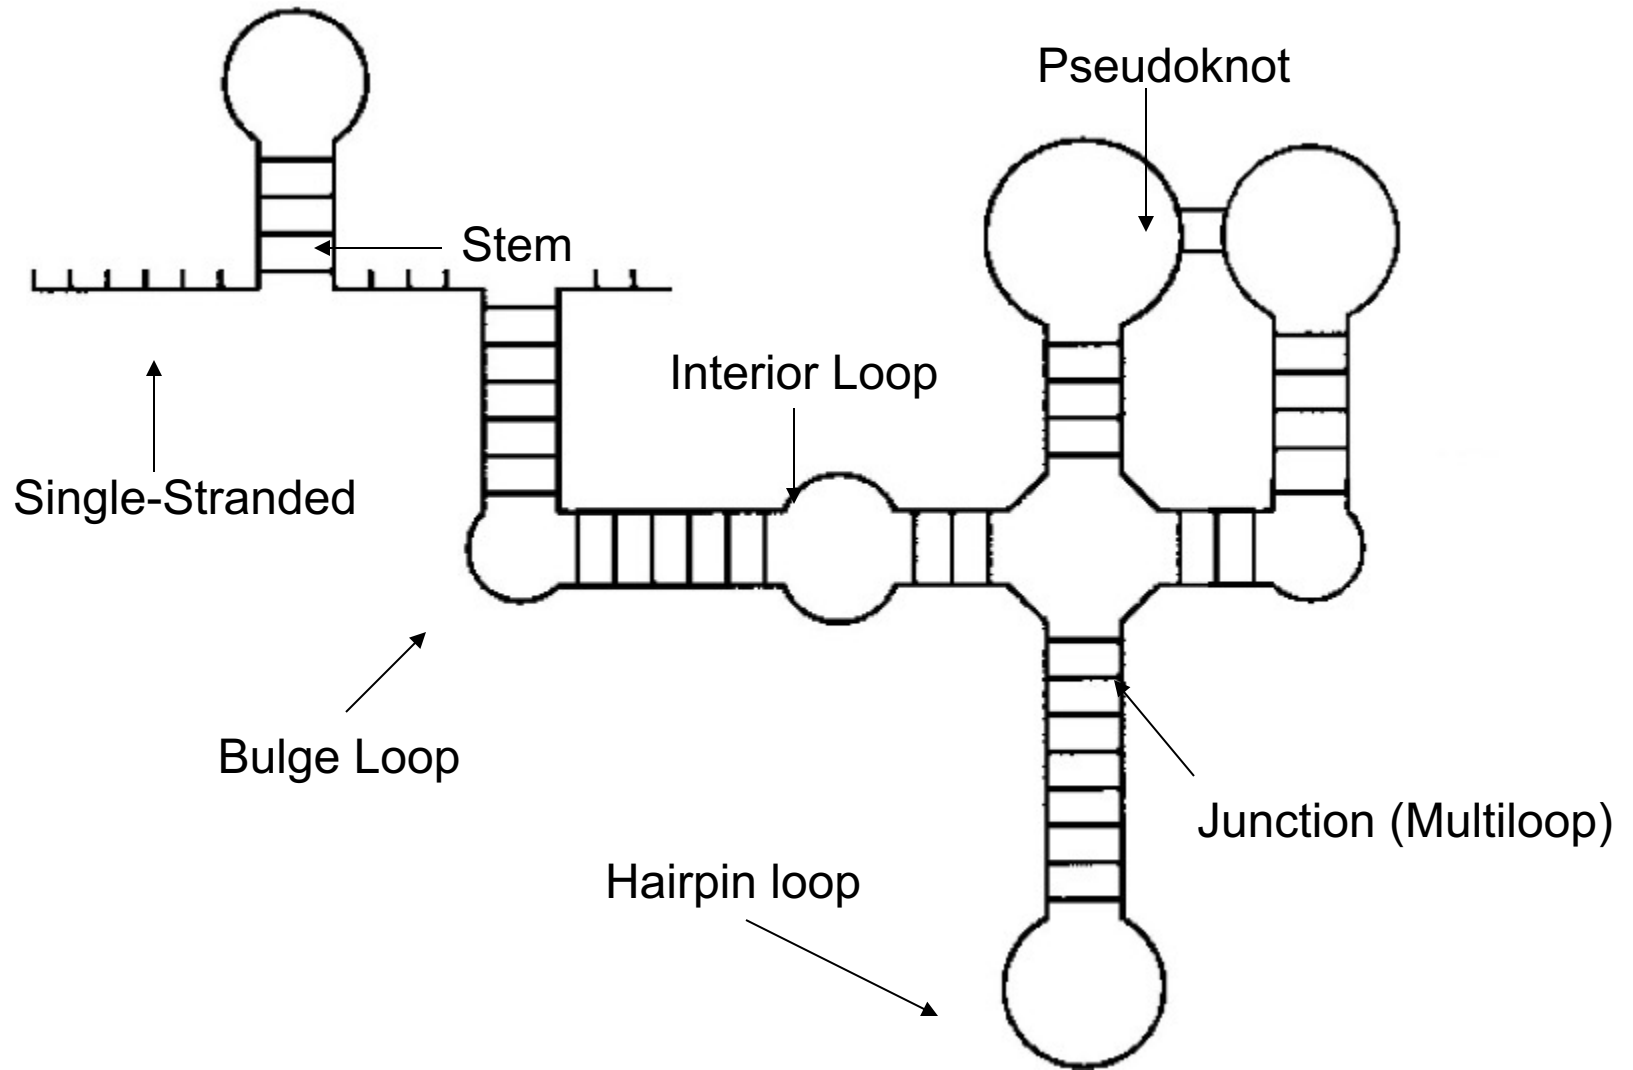 Pseudoknot
Stem
Interior Loop
Single-Stranded
Bulge Loop
Junction (Multiloop)
Hairpin loop